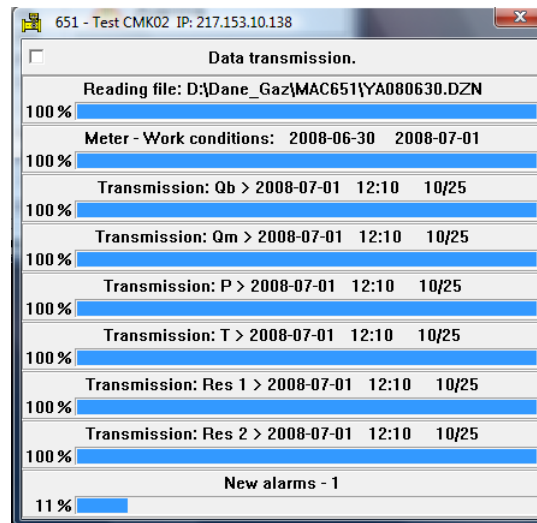 651 - Test CMK02 IP: 217.153.10.138
Data transmission.
Reading file: D:\Dane_Gaz\MAC651\YA080630.DZN
100 %
Meter - Work conditions: 2008-06-30 2008-07-01
100 %
Transmission: Qb > 2008-07-01 12:10 10/25
100 %
Transmission: Qm > 2008-07-01 12:10 10/25
100 %
Transmission: P > 2008-07-01 12:10 10/25
100 %
Transmission: T > 2008-07-01 12:10 10/25
100 %
Transmission: Res 1 > 2008-07-01 12:10 10/25
100 %
Transmission: Res 2 > 2008-07-01 12:10 10/25
100 %
New alarms - 1
11 %